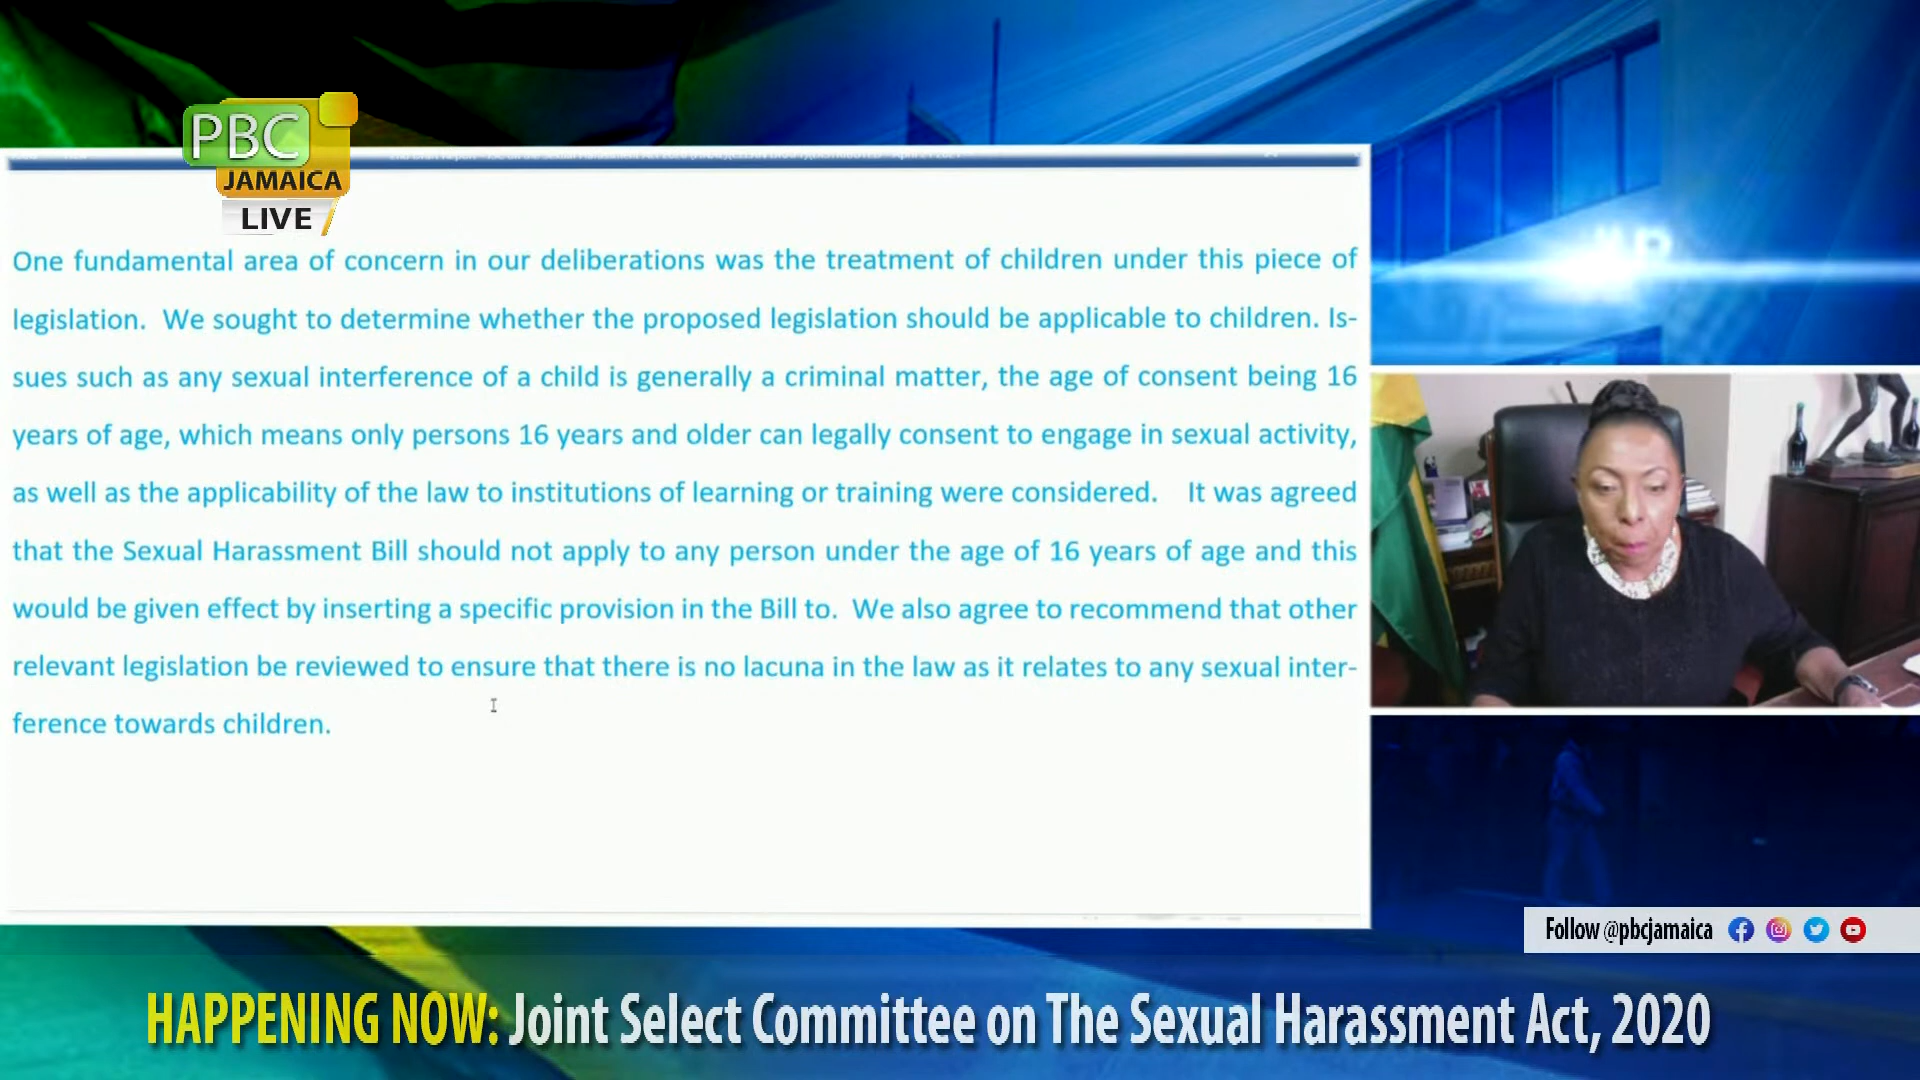 PBC
JAMAICA
LIVE
One fundamental area of concern in our deliberations was the treatment of children under this piece of
legislation.  We sought to determine whether the proposed legislation should be applicable to children. Is-
sues such as any sexual interference of a child is generally a criminal matter, the age of consent being 16
years of age, which means only persons 16 years and older can legally consent to engage in sexual activity,
as well as the applicability of the law to institutions of learning or training were considered.   It was agreed
that the Sexual Harassment Bill should not apply to any person under the age of 16 years of age and this
would be given effect by inserting a specific provision in the Bill to.  We also agree to recommend that other
relevant legislation be reviewed to ensure that there is no lacuna in the law as it relates to any sexual inter-
ference towards children.
Follow @pbcjamaica
HAPPENING NOW: Joint Select Committee on The Sexual Harassment Act, 2020